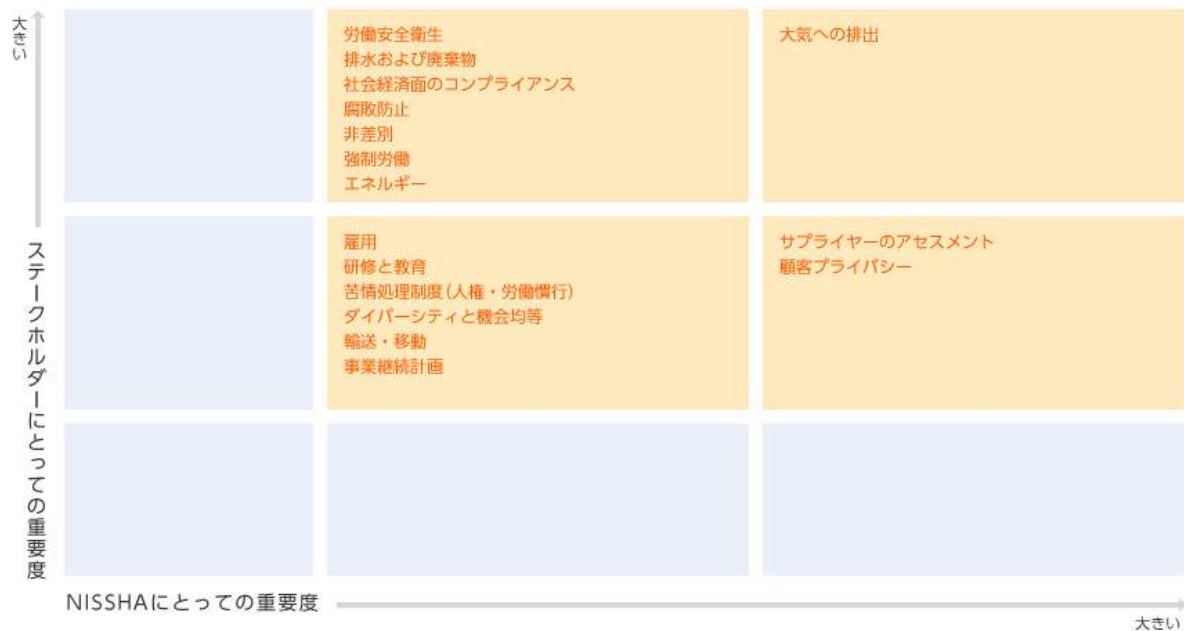 大きい
労働安全衛生
排水および廃棄物
社会経済面のコンプライアンス
腐敗防止
非差別
強制労働
エネルギー
大気への排出
雇用
研修と教育
苦情処理制度(人権・労働慣行)
ダイバーシティと機会均等
輸送・移動
事業継続計画
サプライヤーのアセスメント
顧客プライバシー
ステークホルダーにとっての重要度
NISSHAにとっての重要度
大きい